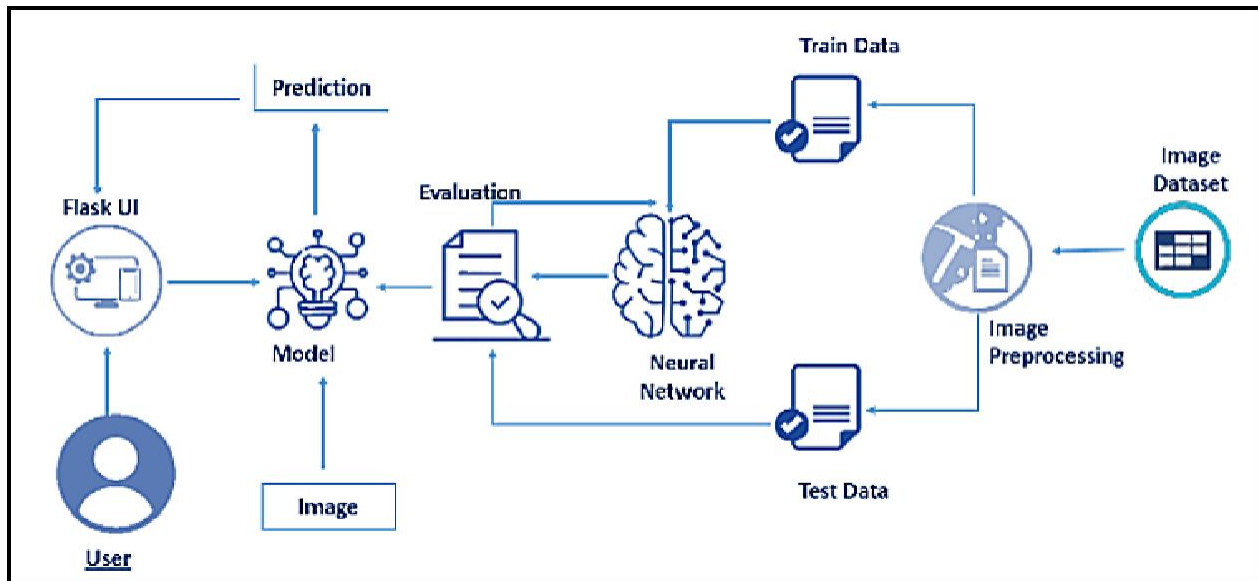 Train Data
Prediction
Image
Dataset
Evaluation
Flask UI
Image
Preprocessing
Model
Neural
Network
Image
Test Data
User